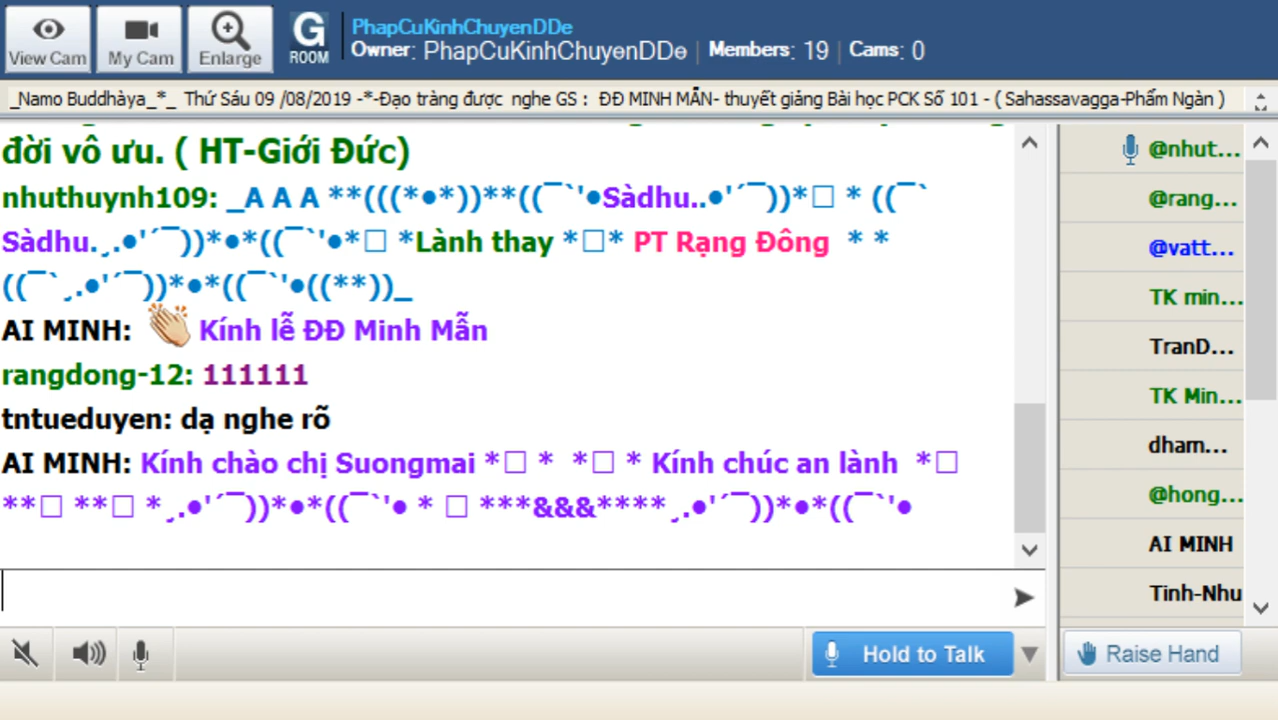 View Cam
My Cam
Enlarge
G
ROOM
PhapCuKinhChuyenDDe
Owner: PhapCuKinhChuyenDDe | Members: 19 | Cams: 0
_Namo Buddhàya_*_ Thứ Sáu 09 /08/2019 -*-Đạo tràng được nghe GS : ĐĐ MINH MẪN- thuyết giảng Bài học PCK Số 101 - ( Sahassavagga-Phẩm Ngàn )
đời vô ưu. ( HT-Giới Đức)
nhuthuynh109: _A A A **(((*●*))**((¯`'●Sàdhu..●'´¯))*□ * ((¯`
Sàdhu.¸.●'´¯))*●*((¯`'●*□ *Lành thay *□* PT Rạng Đông * *
((¯`¸.●'´¯))*●*((¯`'●((**))_
AI MINH: 👏 Kính lễ ĐĐ Minh Mẫn
rangdong-12: 111111
tntueduyen: dạ nghe rõ
AI MINH: Kính chào chị Suongmai *□ * *□ * Kính chúc an lành *□
**□ **□ *¸.●'´¯))*●*((¯`'● * □ ***&&&****¸.●'´¯))*●*((¯`'●
@nhut...
@rang...
@vatt...
TK min...
TranD...
TK Min...
dham...
@hong...
AI MINH
Tinh-Nhu
Hold to Talk
Raise Hand